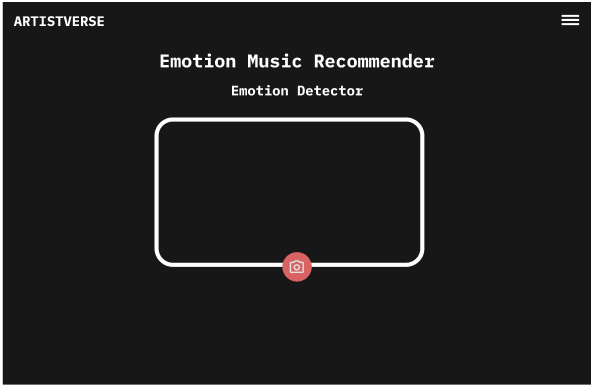 ARTISTVERSE
Emotion Music Recommender
Emotion Detector